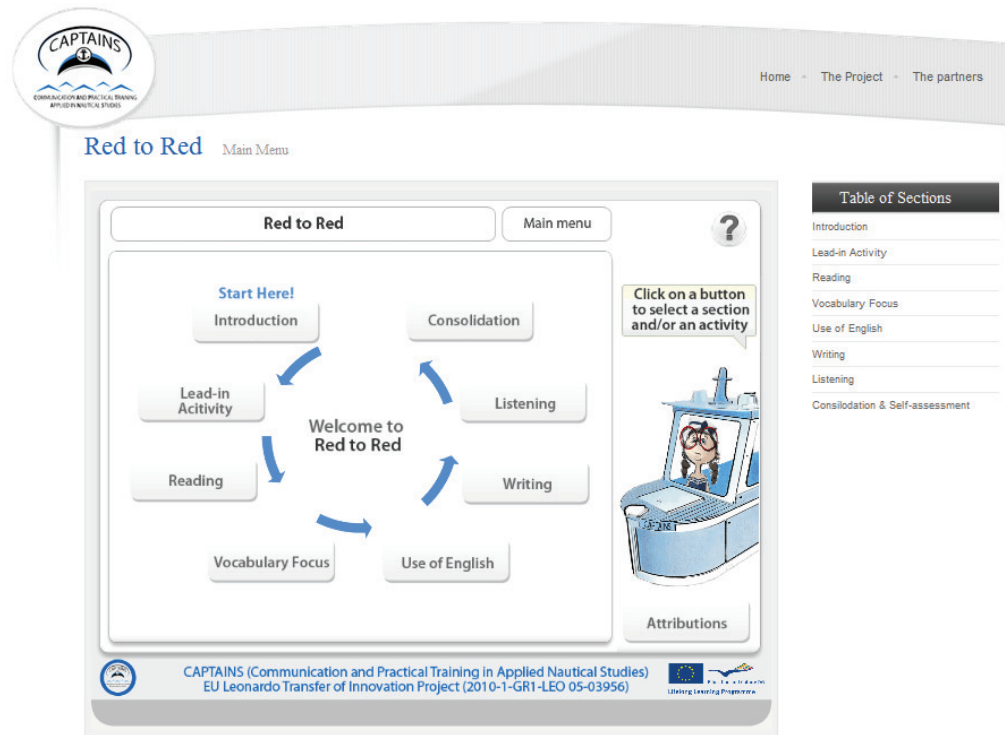 CAPTAINS
COMMUNICATION AND PRACTICAL TRAINING
APPLIED IN NAUTICAL STUDIES
Home
The Project
The partners
Red to Red
Main Menu
Table of Sections
Introduction
Lead-in Activity
Reading
Vocabulary Focus
Use of English
Writing
Listening
Consilodation & Self-assessment
Red to Red
Main menu
?
Start Here!
Introduction
Lead-in
Acitivity
Reading
Vocabulary Focus
Use of English
Writing
Listening
Consolidation
Welcome to
Red to Red
Click on a button
to select a section
and/or an activity
CAPTAINS
Attributions
CAPTAINS (Communication and Practical Training in Applied Nautical Studies)
EU Leonardo Transfer of Innovation Project (2010-1-GR1-LEO 05-03956)
Lifelong Learning Programme